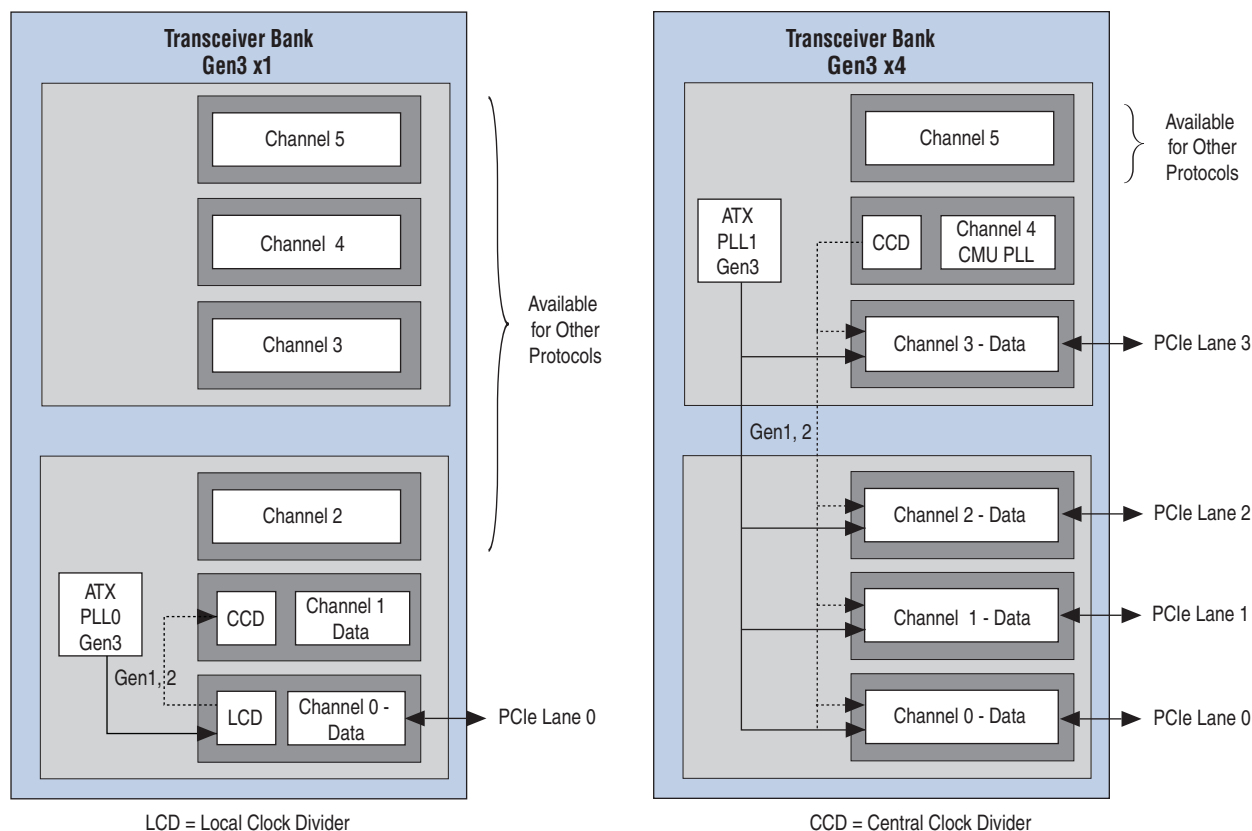 Transceiver Bank
Gen3 x1
Channel 5
Channel 4
Channel 3
Available
for Other
Protocols
Channel 2
ATX
PLL0
Gen3
CCD
Channel 1
Data
Gen1, 2
LCD
Channel 0 -
Data
PCIe Lane 0
LCD = Local Clock Divider
Transceiver Bank
Gen3 x4
Channel 5
Available
for Other
Protocols
ATX
PLL1
Gen3
CCD
Channel 4
CMU PLL
Channel 3 - Data
PCIe Lane 3
Gen1, 2
Channel 2 - Data
PCIe Lane 2
Channel 1 - Data
PCIe Lane 1
Channel 0 - Data
PCIe Lane 0
CCD = Central Clock Divider